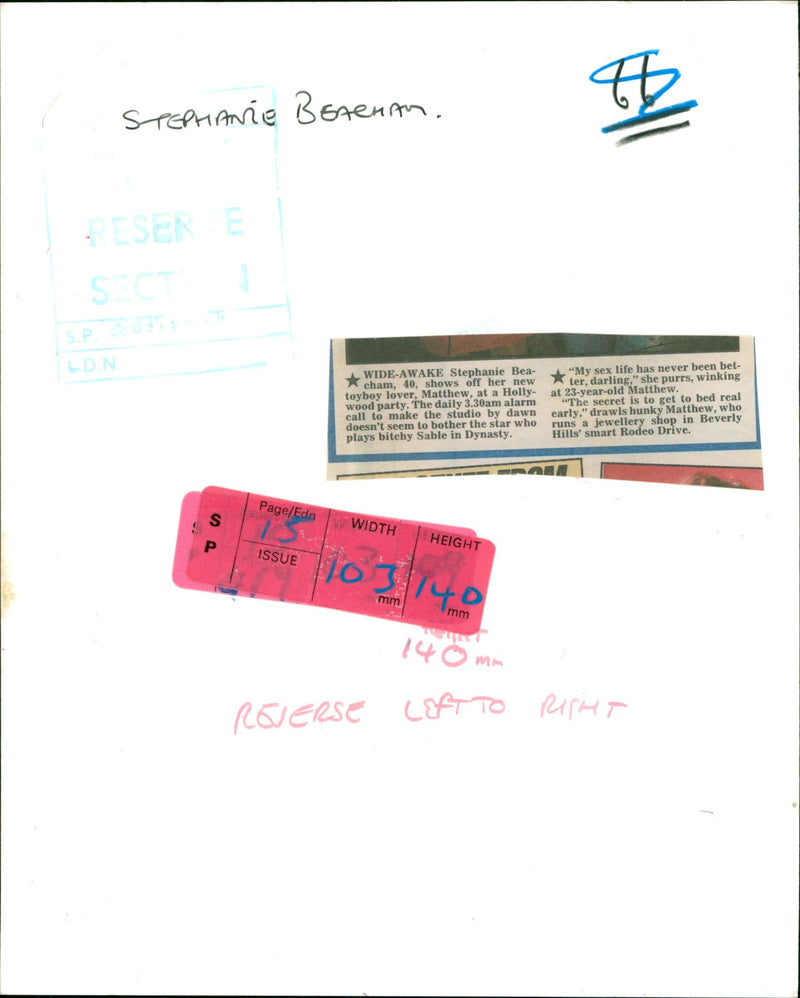 STEPHANIE BEACHAM.
RESERVE
SECTION
S.P.
L.D.N.
★ WIDE-AWAKE Stephanie Bea-
cham, 40, shows off her new
toyboy lover, Matthew, at a Holly-
wood party. The daily 3.30am alarm
call to make the studio by dawn
doesn't seem to bother the star who
plays bitchy Sable in Dynasty.
★ "My sex life has never been bet-
ter, darling," she purrs, winking
at 23-year-old Matthew.
"The secret is to get to bed real
early," drawls hunky Matthew, who
runs a jewellery shop in Beverly
Hills' smart Rodeo Drive.
S P
Page/Edn
15
ISSUE
WIDTH
103
mm
HEIGHT
140
mm
140 mm
REVERSE LEFT TO RIGHT